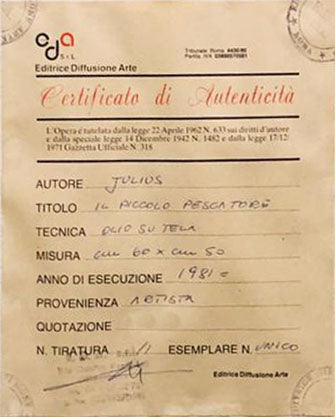 eda
S.r.L
Editrice Diffusione Arte
Tribunale Roma 4430/80
Partita IVA 03898570581
Certificato di Autenticità
L'Opera è tutelata dalla legge 22 Aprile 1962 N. 633 sui diritti d'autore
e dalla speciale legge 14 Dicembre 1942 N. 1482 e dalla legge 17/12/
1971 Gazzetta Ufficiale N. 318
AUTORE JULIUS
TITOLO IL PICCOLO PESCATORE
TECNICA OLIO SU TELA
MISURA cm 60 x cm 50
ANNO DI ESECUZIONE 1981
PROVENIENZA ARTISTA
QUOTAZIONE
N. TIRATURA 1/1 ESEMPLARE N. UNICO
Editrice Diffusione Arte